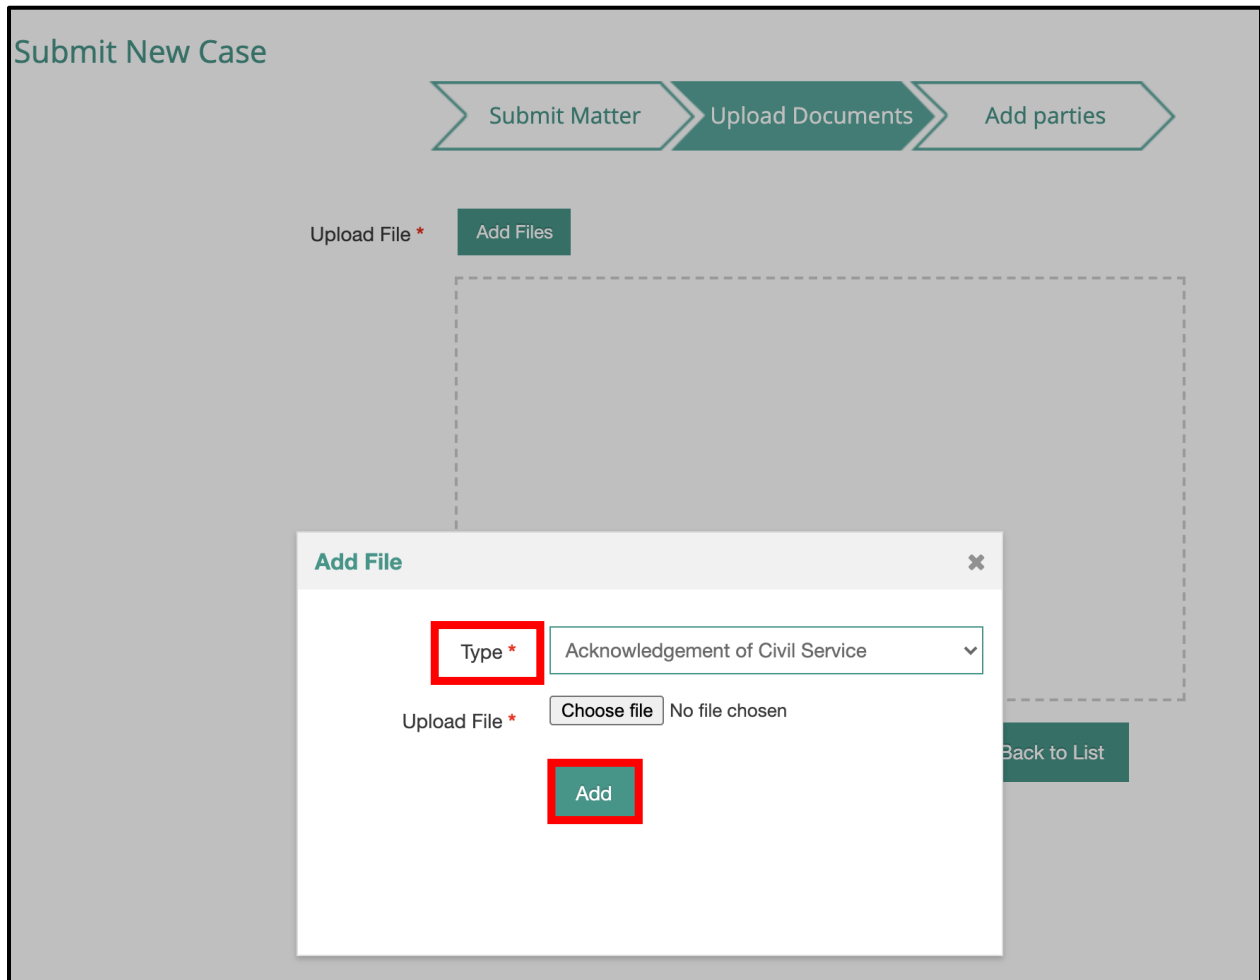 Submit New Case
Submit Matter
Upload Documents
Add parties
Upload File *
Add Files
Add File
Type *
Acknowledgement of Civil Service
Upload File *
Choose file No file chosen
Add
Back to List